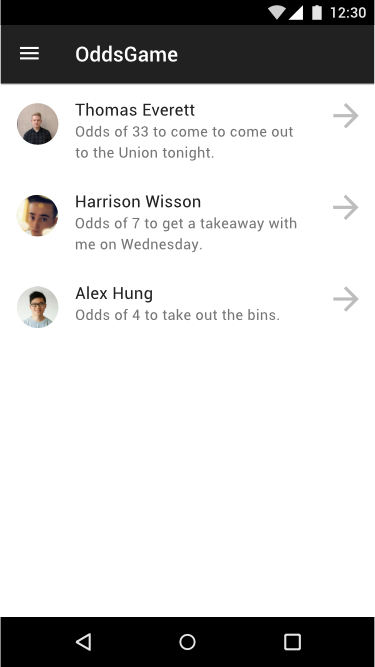 12:30
OddsGame
Thomas Everett
Odds of 33 to come to come out
to the Union tonight.
Harrison Wisson
Odds of 7 to get a takeaway with
me on Wednesday.
Alex Hung
Odds of 4 to take out the bins.